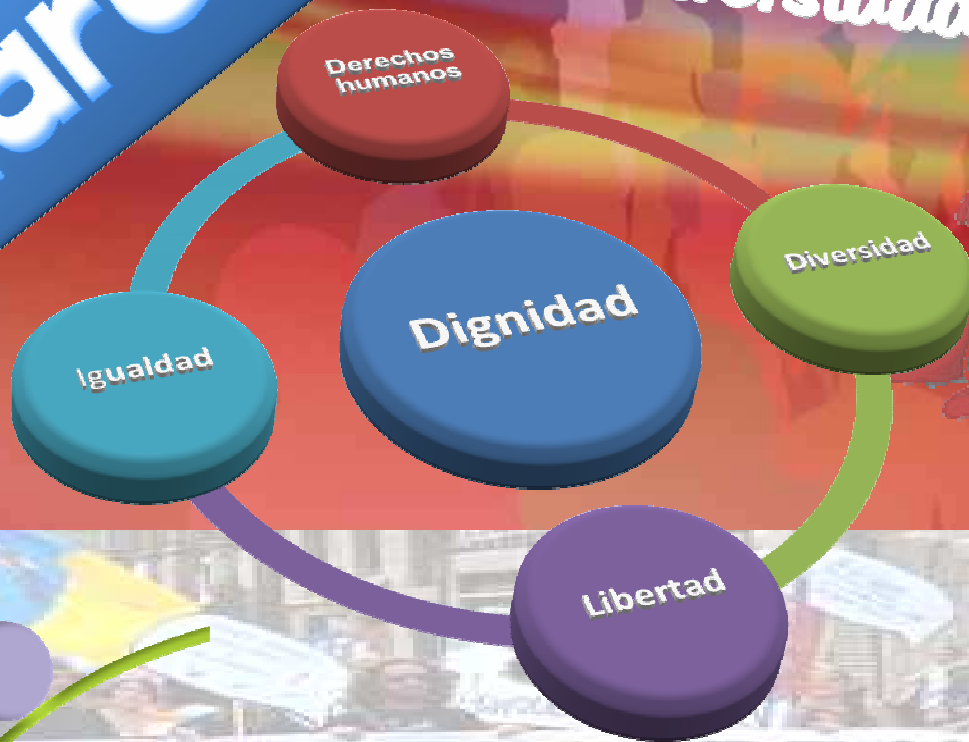 Derechos
humanos
Diversidad
Dignidad
Igualdad
Libertad